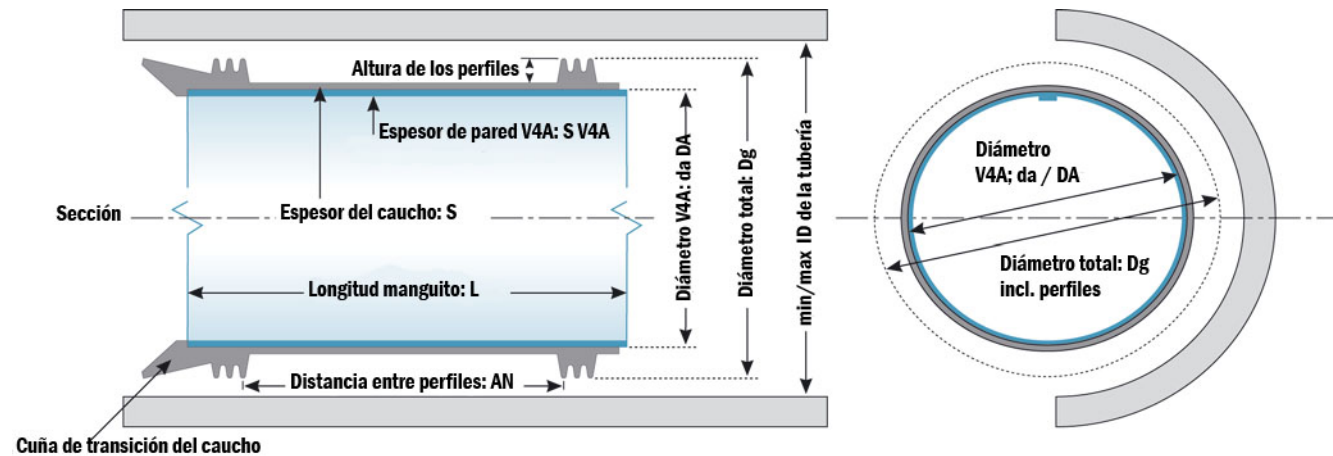 Altura de los perfiles
Espesor de pared V4A: S V4A
Sección
Espesor del caucho: S
Longitud manguito: L
Distancia entre perfiles: AN
Cuña de transición del caucho
Diámetro V4A: da DA
Diámetro total: Dg
min/max ID de la tubería
Diámetro
V4A; da / DA
Diámetro total: Dg
incl. perfiles